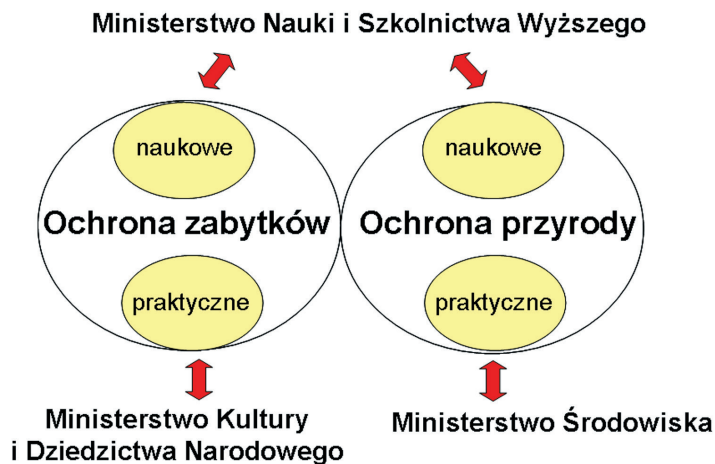 Ministerstwo Nauki i Szkolnictwa Wyższego
naukowe
naukowe
Ochrona zabytków
Ochrona przyrody
praktyczne
praktyczne
Ministerstwo Kultury
i Dziedzictwa Narodowego
Ministerstwo Środowiska